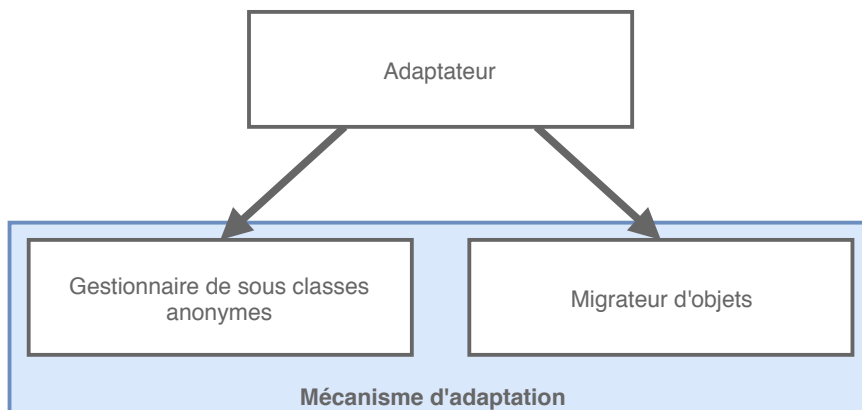 Adaptateur
Gestionnaire de sous classes
anonymes
Migrateur d'objets
Mécanisme d'adaptation